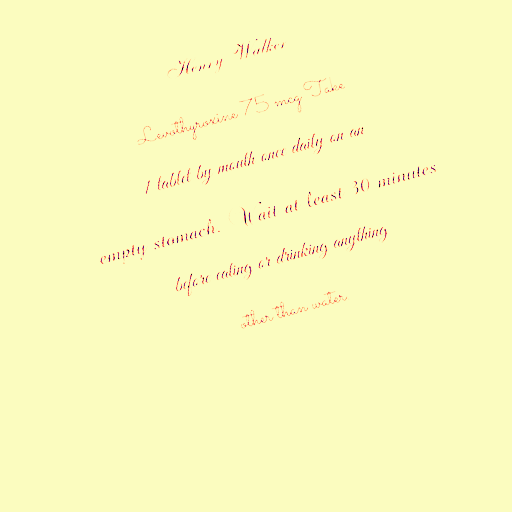 Henry Walker
Levothyroxine 75 mcg Take
1 tablet by mouth once daily on an
empty stomach. Wait at least 30 minutes
before eating or drinking anything
other than water